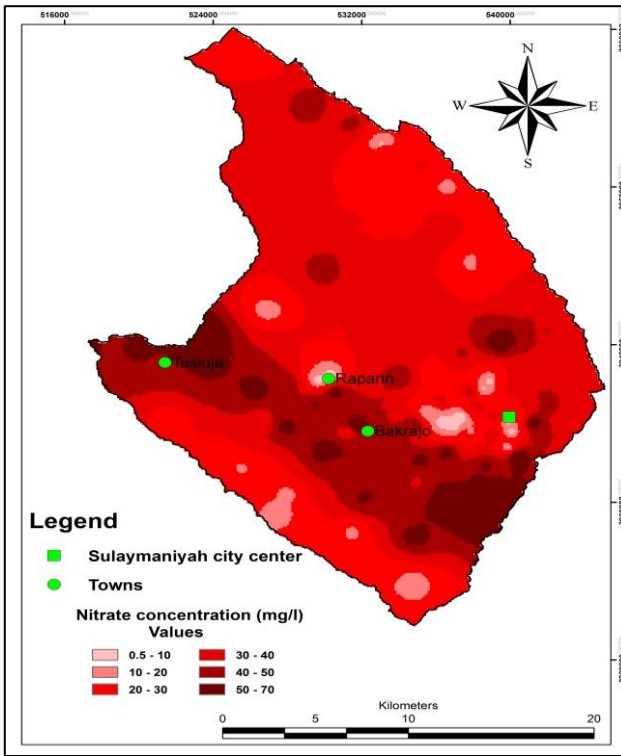 516000 524000 532000 540000
N
W E
S
Tasluja
Raparin
Bakrajo
Legend
Sulaymaniyah city center
Towns
Nitrate concentration (mg/l)
Values
0.5 - 10 30 - 40
10 - 20 40 - 50
20 - 30 50 - 70
Kilometers
0 5 10 20